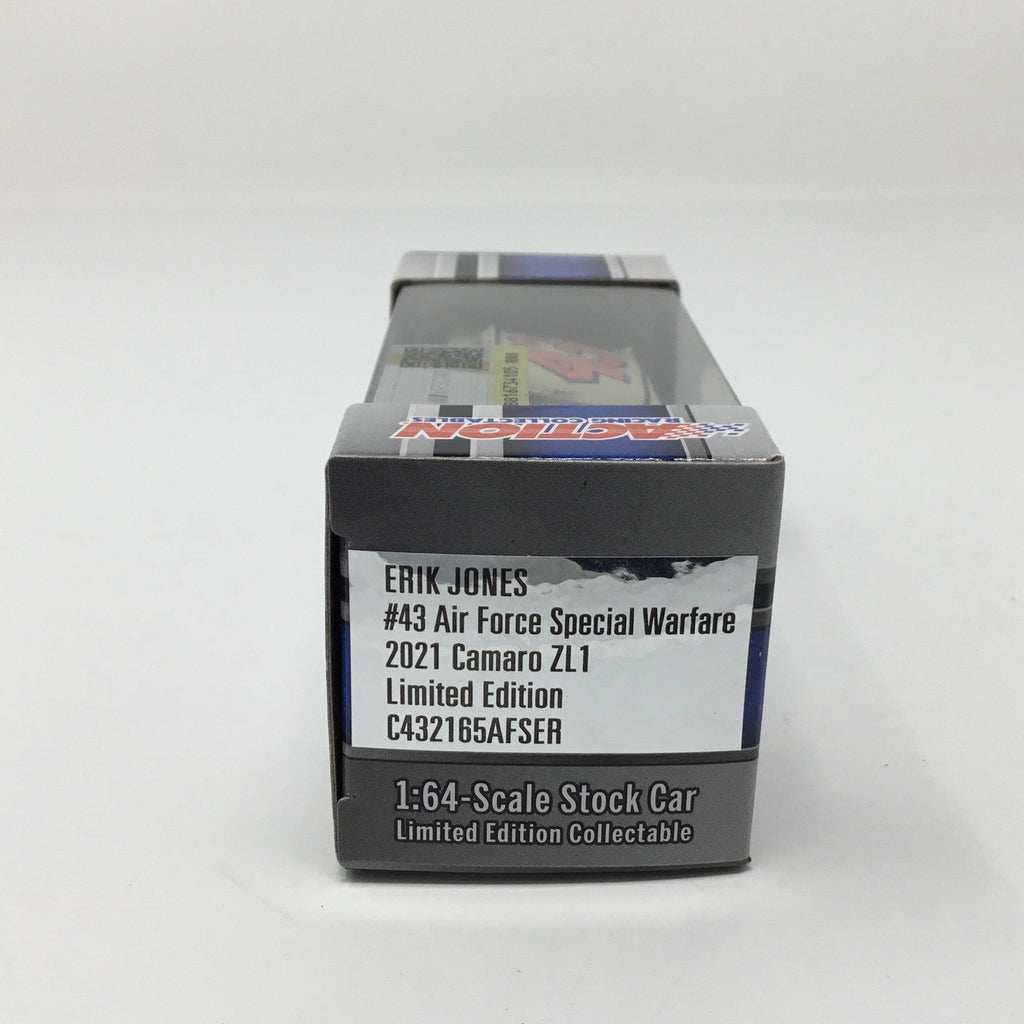 ACTION
RACING COLLECTABLES
ERIK JONES
#43 Air Force Special Warfare
2021 Camaro ZL1
Limited Edition
C432165AFSER
1:64-Scale Stock Car
Limited Edition Collectable